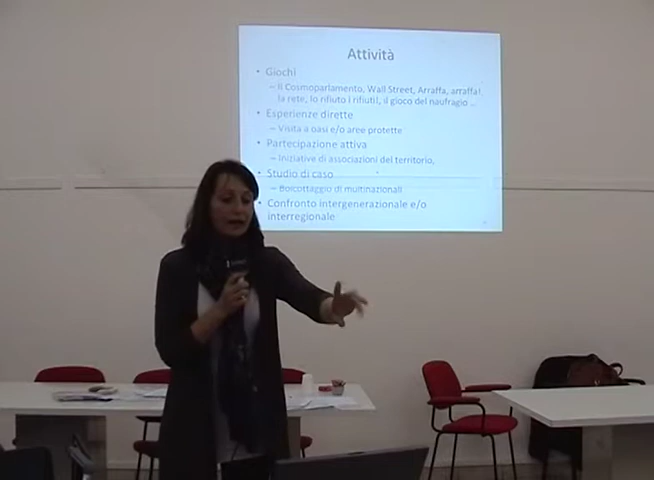 Attività
• Giochi
– Il Cosmoparlamento, Wall Street, Arraffa, arraffa!,
la rete, Io rifiuto i rifiuti!, il gioco del naufragio ...
• Esperienze dirette
– Visita a oasi e/o aree protette
• Partecipazione attiva
– Iniziative di associazioni del territorio,
• Studio di caso
– Boicottaggio di multinazionali
• Confronto intergenerazionale e/o
interregionale